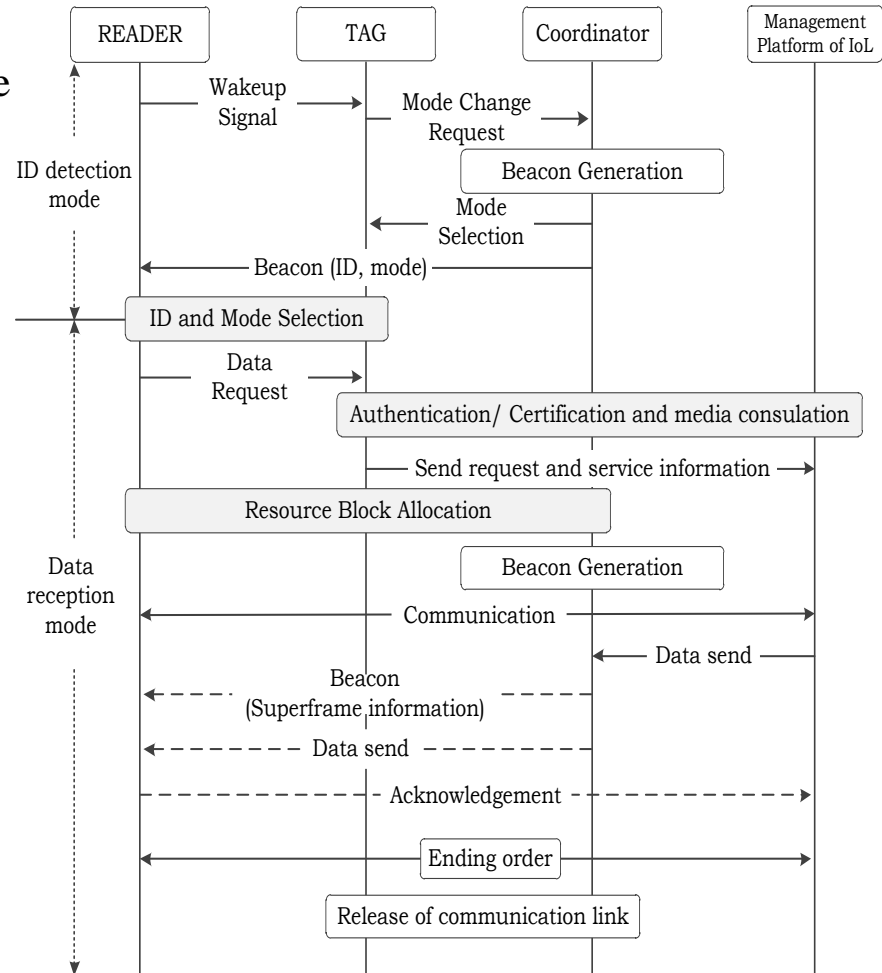 READER
TAG
Coordinator
Management
Platform of IoL
e
Wakeup
Signal
Mode Change
Request
ID detection
mode
Beacon Generation
Mode
Selection
Beacon (ID, mode)
ID and Mode Selection
Data
Request
Authentication/ Certification and media consulation
Send request and service information
Resource Block Allocation
Data
reception
mode
Beacon Generation
Communication
Data send
Beacon
(Superframe information)
Data send
Acknowledgement
Ending order
Release of communication link